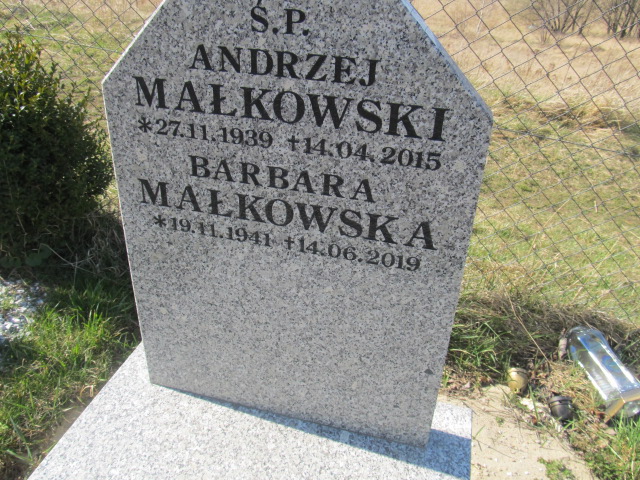 Ś.P.
ANDRZEJ
MAŁKOWSKI
*27.11.1939 †14.04.2015
BARBARA
MAŁKOWSKA
*19.11.1941 †14.06.2019